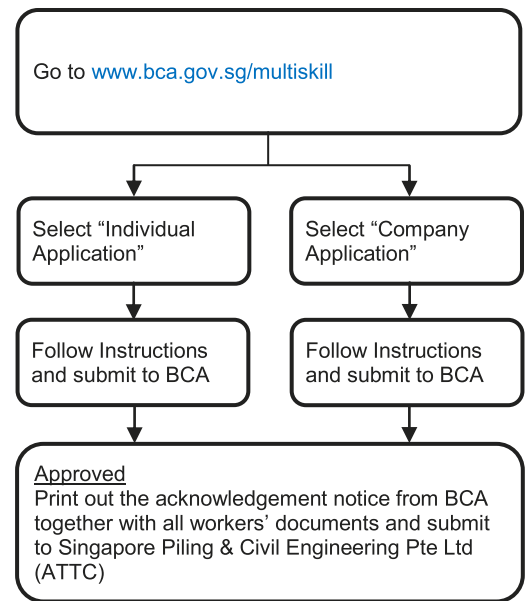 Go to www.bca.gov.sg/multiskill
Select “Individual
Application”
Select “Company
Application”
Follow Instructions
and submit to BCA
Follow Instructions
and submit to BCA
Approved
Print out the acknowledgement notice from BCA
together with all workers’ documents and submit
to Singapore Piling & Civil Engineering Pte Ltd
(ATTC)